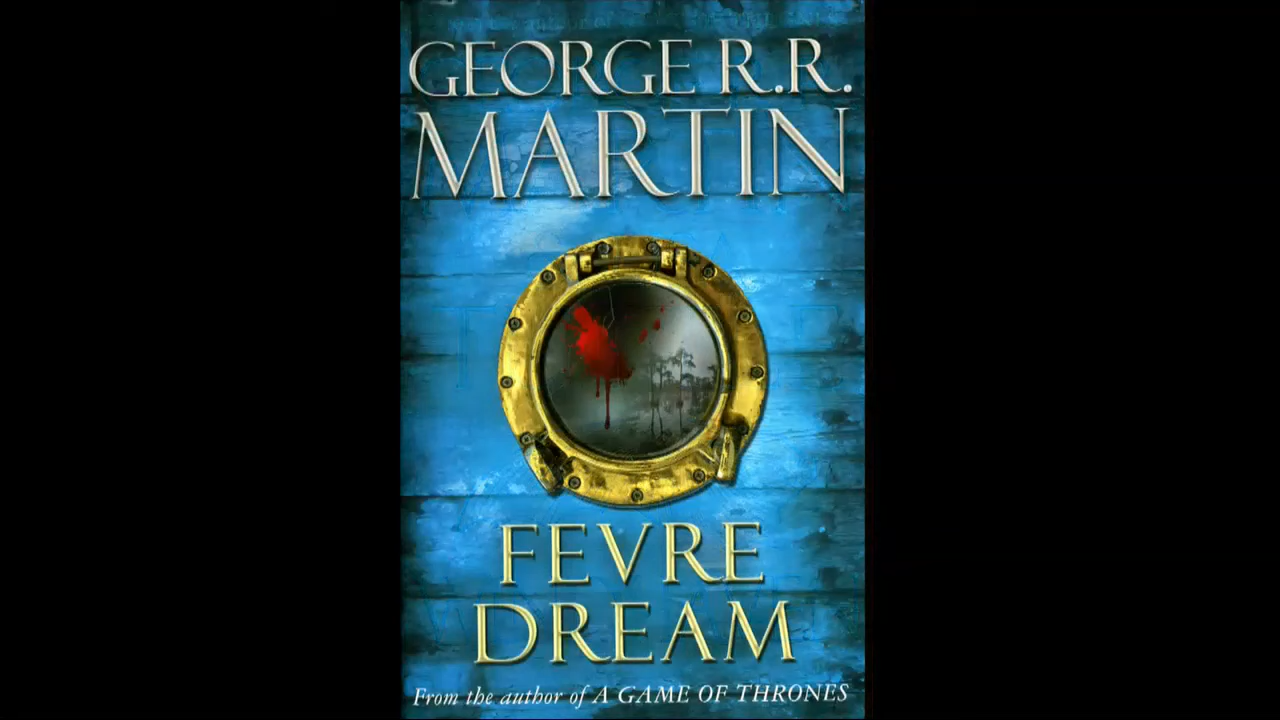 GEORGE R.R.
MARTIN
FEVRE
DREAM
From the author of A GAME OF THRONES